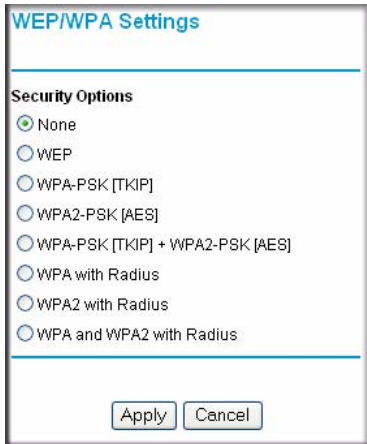 WEP/WPA Settings
Security Options
None
WEP
WPA-PSK [TKIP]
WPA2-PSK [AES]
WPA-PSK [TKIP] + WPA2-PSK [AES]
WPA with Radius
WPA2 with Radius
WPA and WPA2 with Radius
Apply Cancel